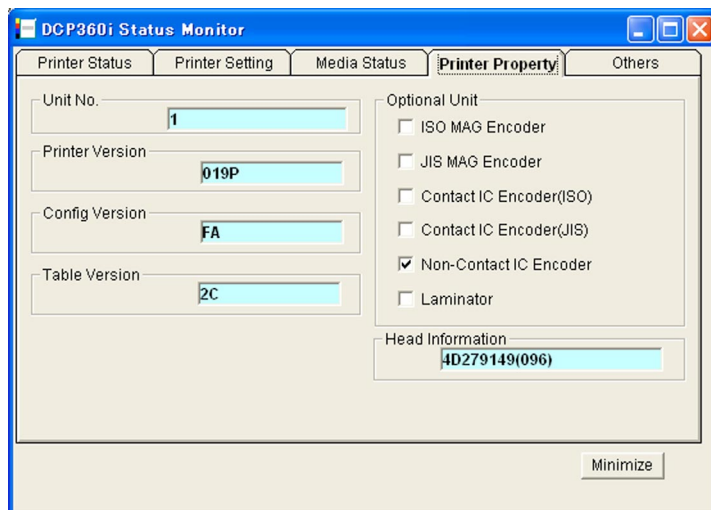 DCP360i Status Monitor
Printer Status
Printer Setting
Media Status
Printer Property
Others
Unit No.
1
Printer Version
019P
Config Version
FA
Table Version
2C
Optional Unit
ISO MAG Encoder
JIS MAG Encoder
Contact IC Encoder(ISO)
Contact IC Encoder(JIS)
Non-Contact IC Encoder
Laminator
Head Information
4D279149(096)
Minimize